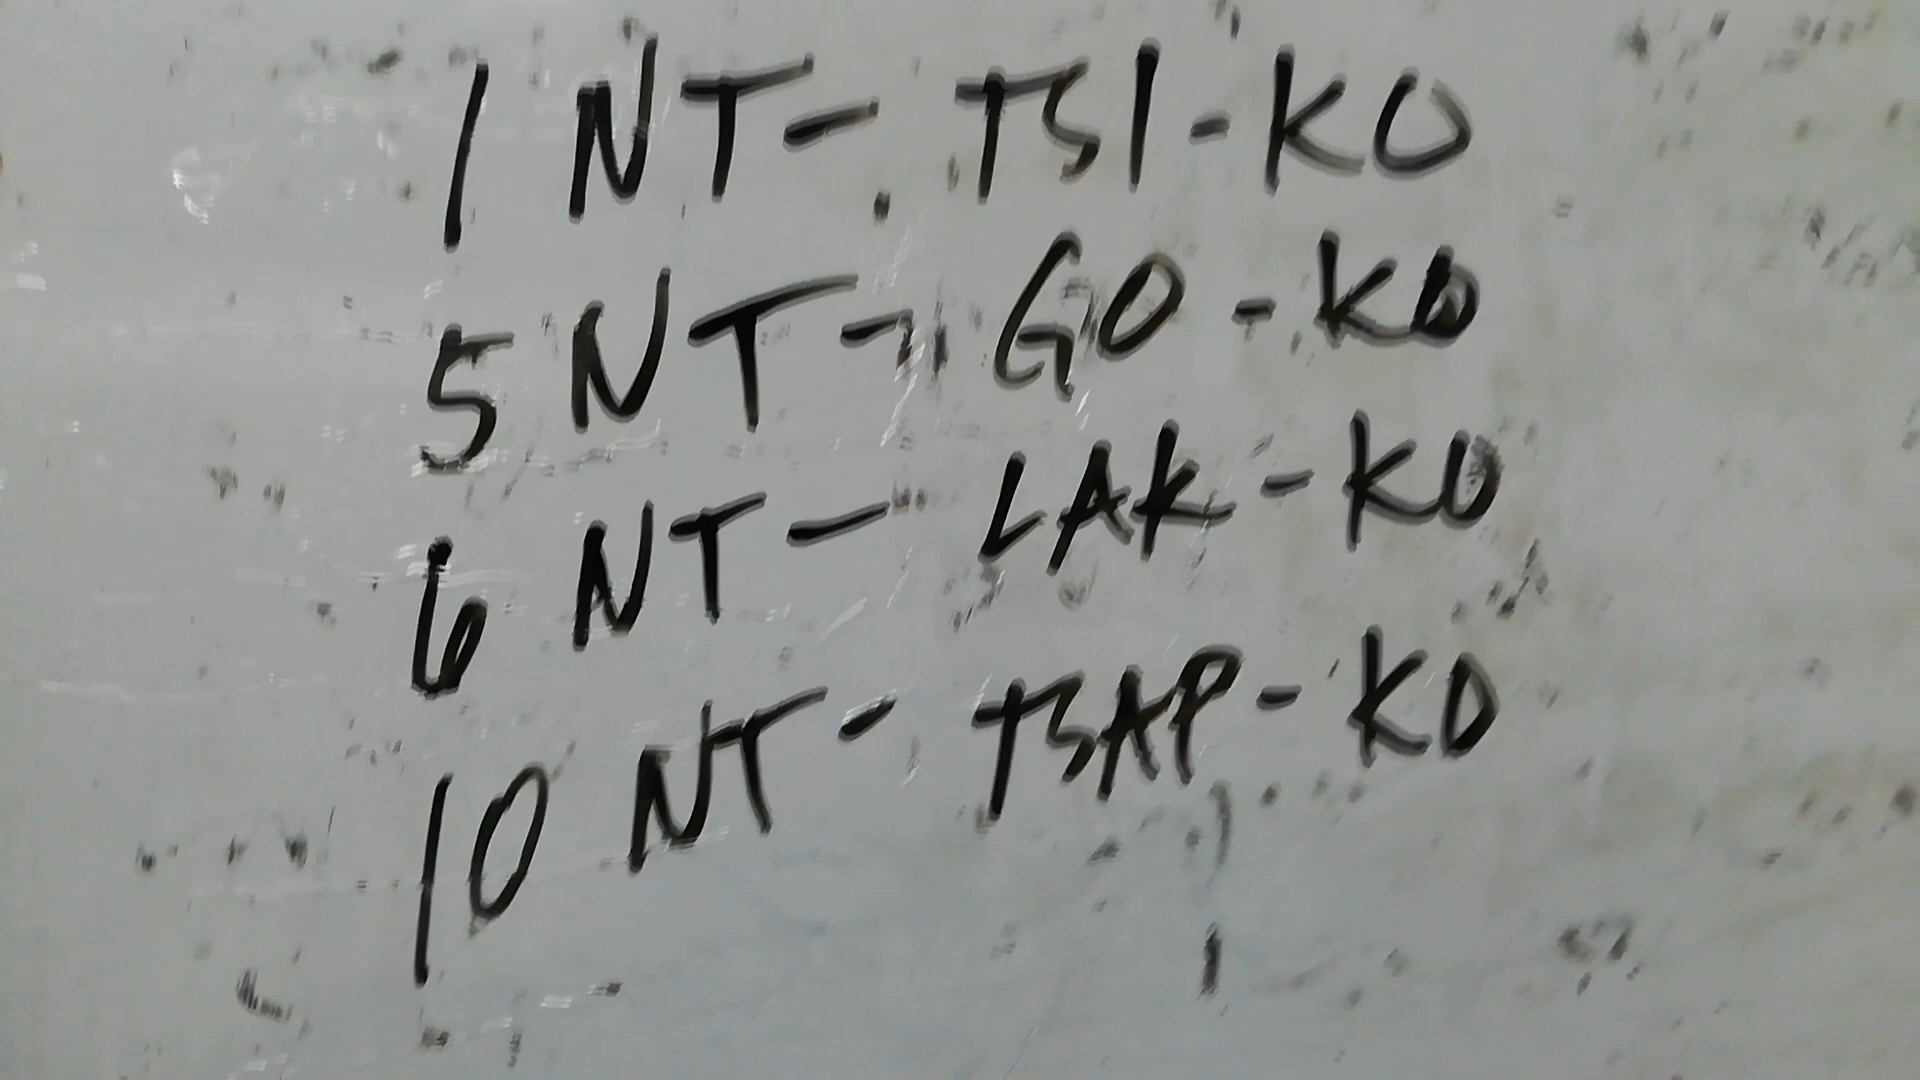 1 NT- TSI-KO
5 NT- GO-KO
6 NT- LAK-KO
10 NT- TSAP-KO